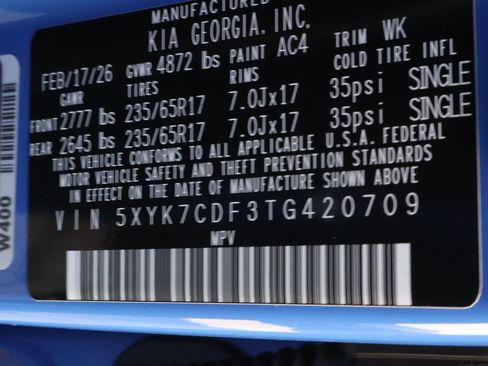 MANUFACTURED
KIA GEORGIA, INC.
FEB/17/26 GVWR 4872 lbs PAINT AC4 TRIM WK
GAWR TIRES RIMS COLD TIRE INFL
FRONT 2777 lbs 235/65R17 7.0Jx17 35psi SINGLE
REAR 2645 lbs 235/65R17 7.0Jx17 35psi SINGLE
THIS VEHICLE CONFORMS TO ALL APPLICABLE U.S.A. FEDERAL
MOTOR VEHICLE SAFETY AND THEFT PREVENTION STANDARDS
IN EFFECT ON THE DATE OF MANUFACTURE SHOWN ABOVE
VIN 5XYK7CDF3TG420709
MPV
W400